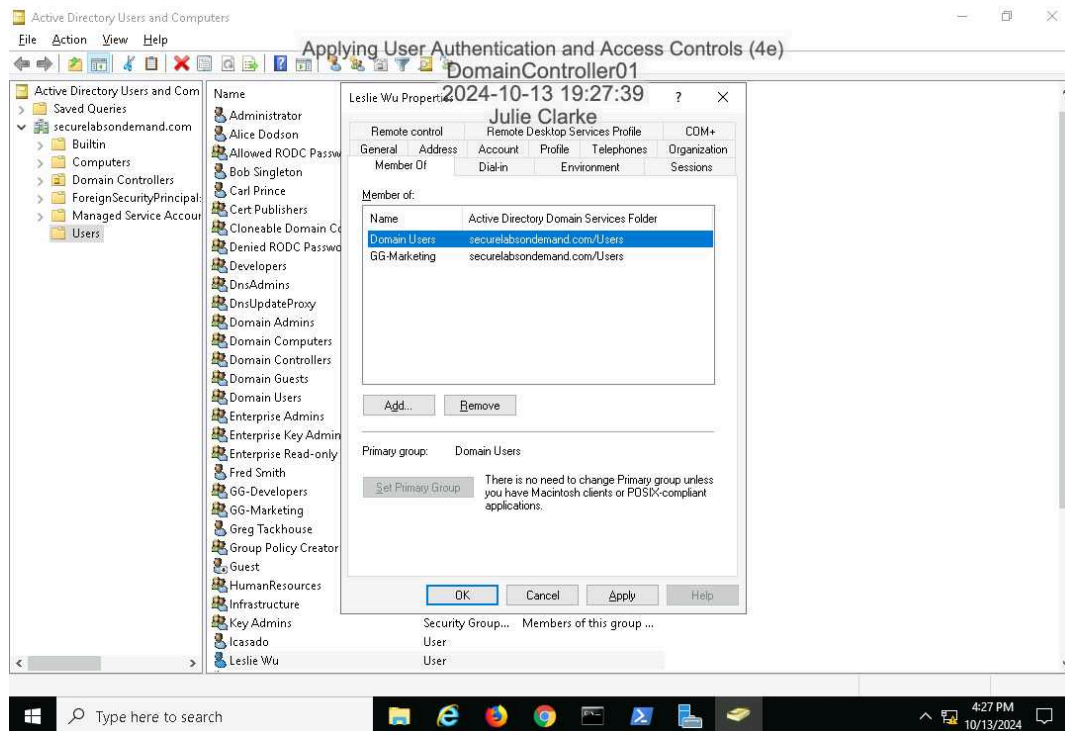 Active Directory Users and Computers
File Action View Help
Applying User Authentication and Access Controls (4e)
DomainController01
2024-10-13 19:27:39
Julie Clarke
Active Directory Users and Com
Saved Queries
securelabsondemand.com
Builtin
Computers
Domain Controllers
ForeignSecurityPrincipal:
Managed Service Accour
Users
Name
Administrator
Alice Dodson
Allowed RODC Passw
Bob Singleton
Carl Prince
Cert Publishers
Cloneable Domain Co
Denied RODC Passwo
Developers
DnsAdmins
DnsUpdateProxy
Domain Admins
Domain Computers
Domain Controllers
Domain Guests
Domain Users
Enterprise Admins
Enterprise Key Admin
Enterprise Read-only
Fred Smith
GG-Developers
GG-Marketing
Greg Tackhouse
Group Policy Creator
Guest
HumanResources
Infrastructure
Key Admins Security Group... Members of this group ...
Icasado User
Leslie Wu User
Leslie Wu Properties ?
Remote control Remote Desktop Services Profile COM+
General Address Account Profile Telephones Organization
Member Of Dial-in Environment Sessions
Member of:
Name Active Directory Domain Services Folder
Domain Users securelabsondemand.com/Users
GG-Marketing securelabsondemand.com/Users
Add... Remove
Primary group: Domain Users
Set Primary Group
There is no need to change Primary group unless
you have Macintosh clients or POSIX-compliant
applications.
OK Cancel Apply Help
Type here to search
4:27 PM
10/13/2024